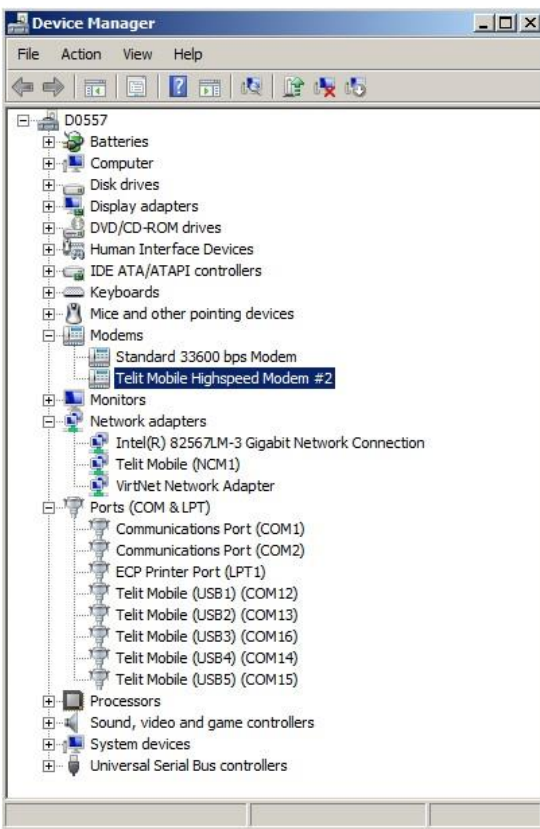 Device Manager
File Action View Help
D0557
Batteries
Computer
Disk drives
Display adapters
DVD/CD-ROM drives
Human Interface Devices
IDE ATA/ATAPI controllers
Keyboards
Mice and other pointing devices
Modems
Standard 33600 bps Modem
Telit Mobile Highspeed Modem #2
Monitors
Network adapters
Intel(R) 82567LM-3 Gigabit Network Connection
Telit Mobile (NCM1)
VirtNet Network Adapter
Ports (COM & LPT)
Communications Port (COM1)
Communications Port (COM2)
ECP Printer Port (LPT1)
Telit Mobile (USB1) (COM12)
Telit Mobile (USB2) (COM13)
Telit Mobile (USB3) (COM16)
Telit Mobile (USB4) (COM14)
Telit Mobile (USB5) (COM15)
Processors
Sound, video and game controllers
System devices
Universal Serial Bus controllers